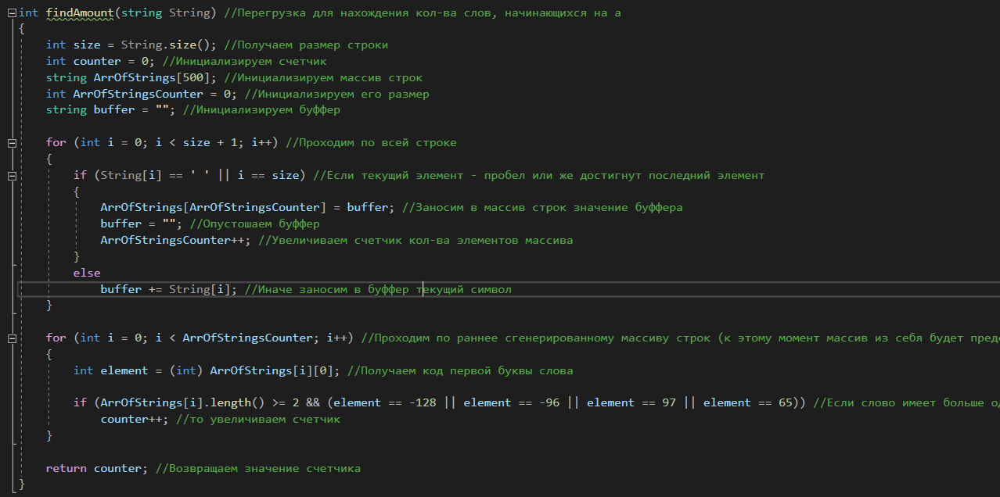 int findAmount(string String) //Перегрузка для нахождения кол-ва слов, начинающихся на а
{
int size = String.size(); //Получаем размер строки
int counter = 0; //Инициализируем счетчик
string ArrOfStrings[500]; //Инициализируем массив строк
int ArrOfStringsCounter = 0; //Инициализируем его размер
string buffer = ""; //Инициализируем буффер
for (int i = 0; i < size + 1; i++) //Проходим по всей строке
{
if (String[i] == ' ' || i == size) //Если текущий элемент - пробел или же достигнут последний элемент
{
ArrOfStrings[ArrOfStringsCounter] = buffer; //Заносим в массив строк значение буффера
buffer = ""; //Опустошаем буффер
ArrOfStringsCounter++; //Увеличиваем счетчик кол-ва элементов массива
}
else
buffer += String[i]; //Иначе заносим в буффер текущий символ
}
for (int i = 0; i < ArrOfStringsCounter; i++) //Проходим по раннее сгенерированному массиву строк (к этому момент массив из себя будет
{
int element = (int) ArrOfStrings[i][0]; //Получаем код первой буквы слова
if (ArrOfStrings[i].length() >= 2 && (element == -128 || element == -96 || element == 97 || element == 65)) //Если слово имеет больше
counter++; //то увеличиваем счетчик
}
return counter; //Возвращаем значение счетчика
}